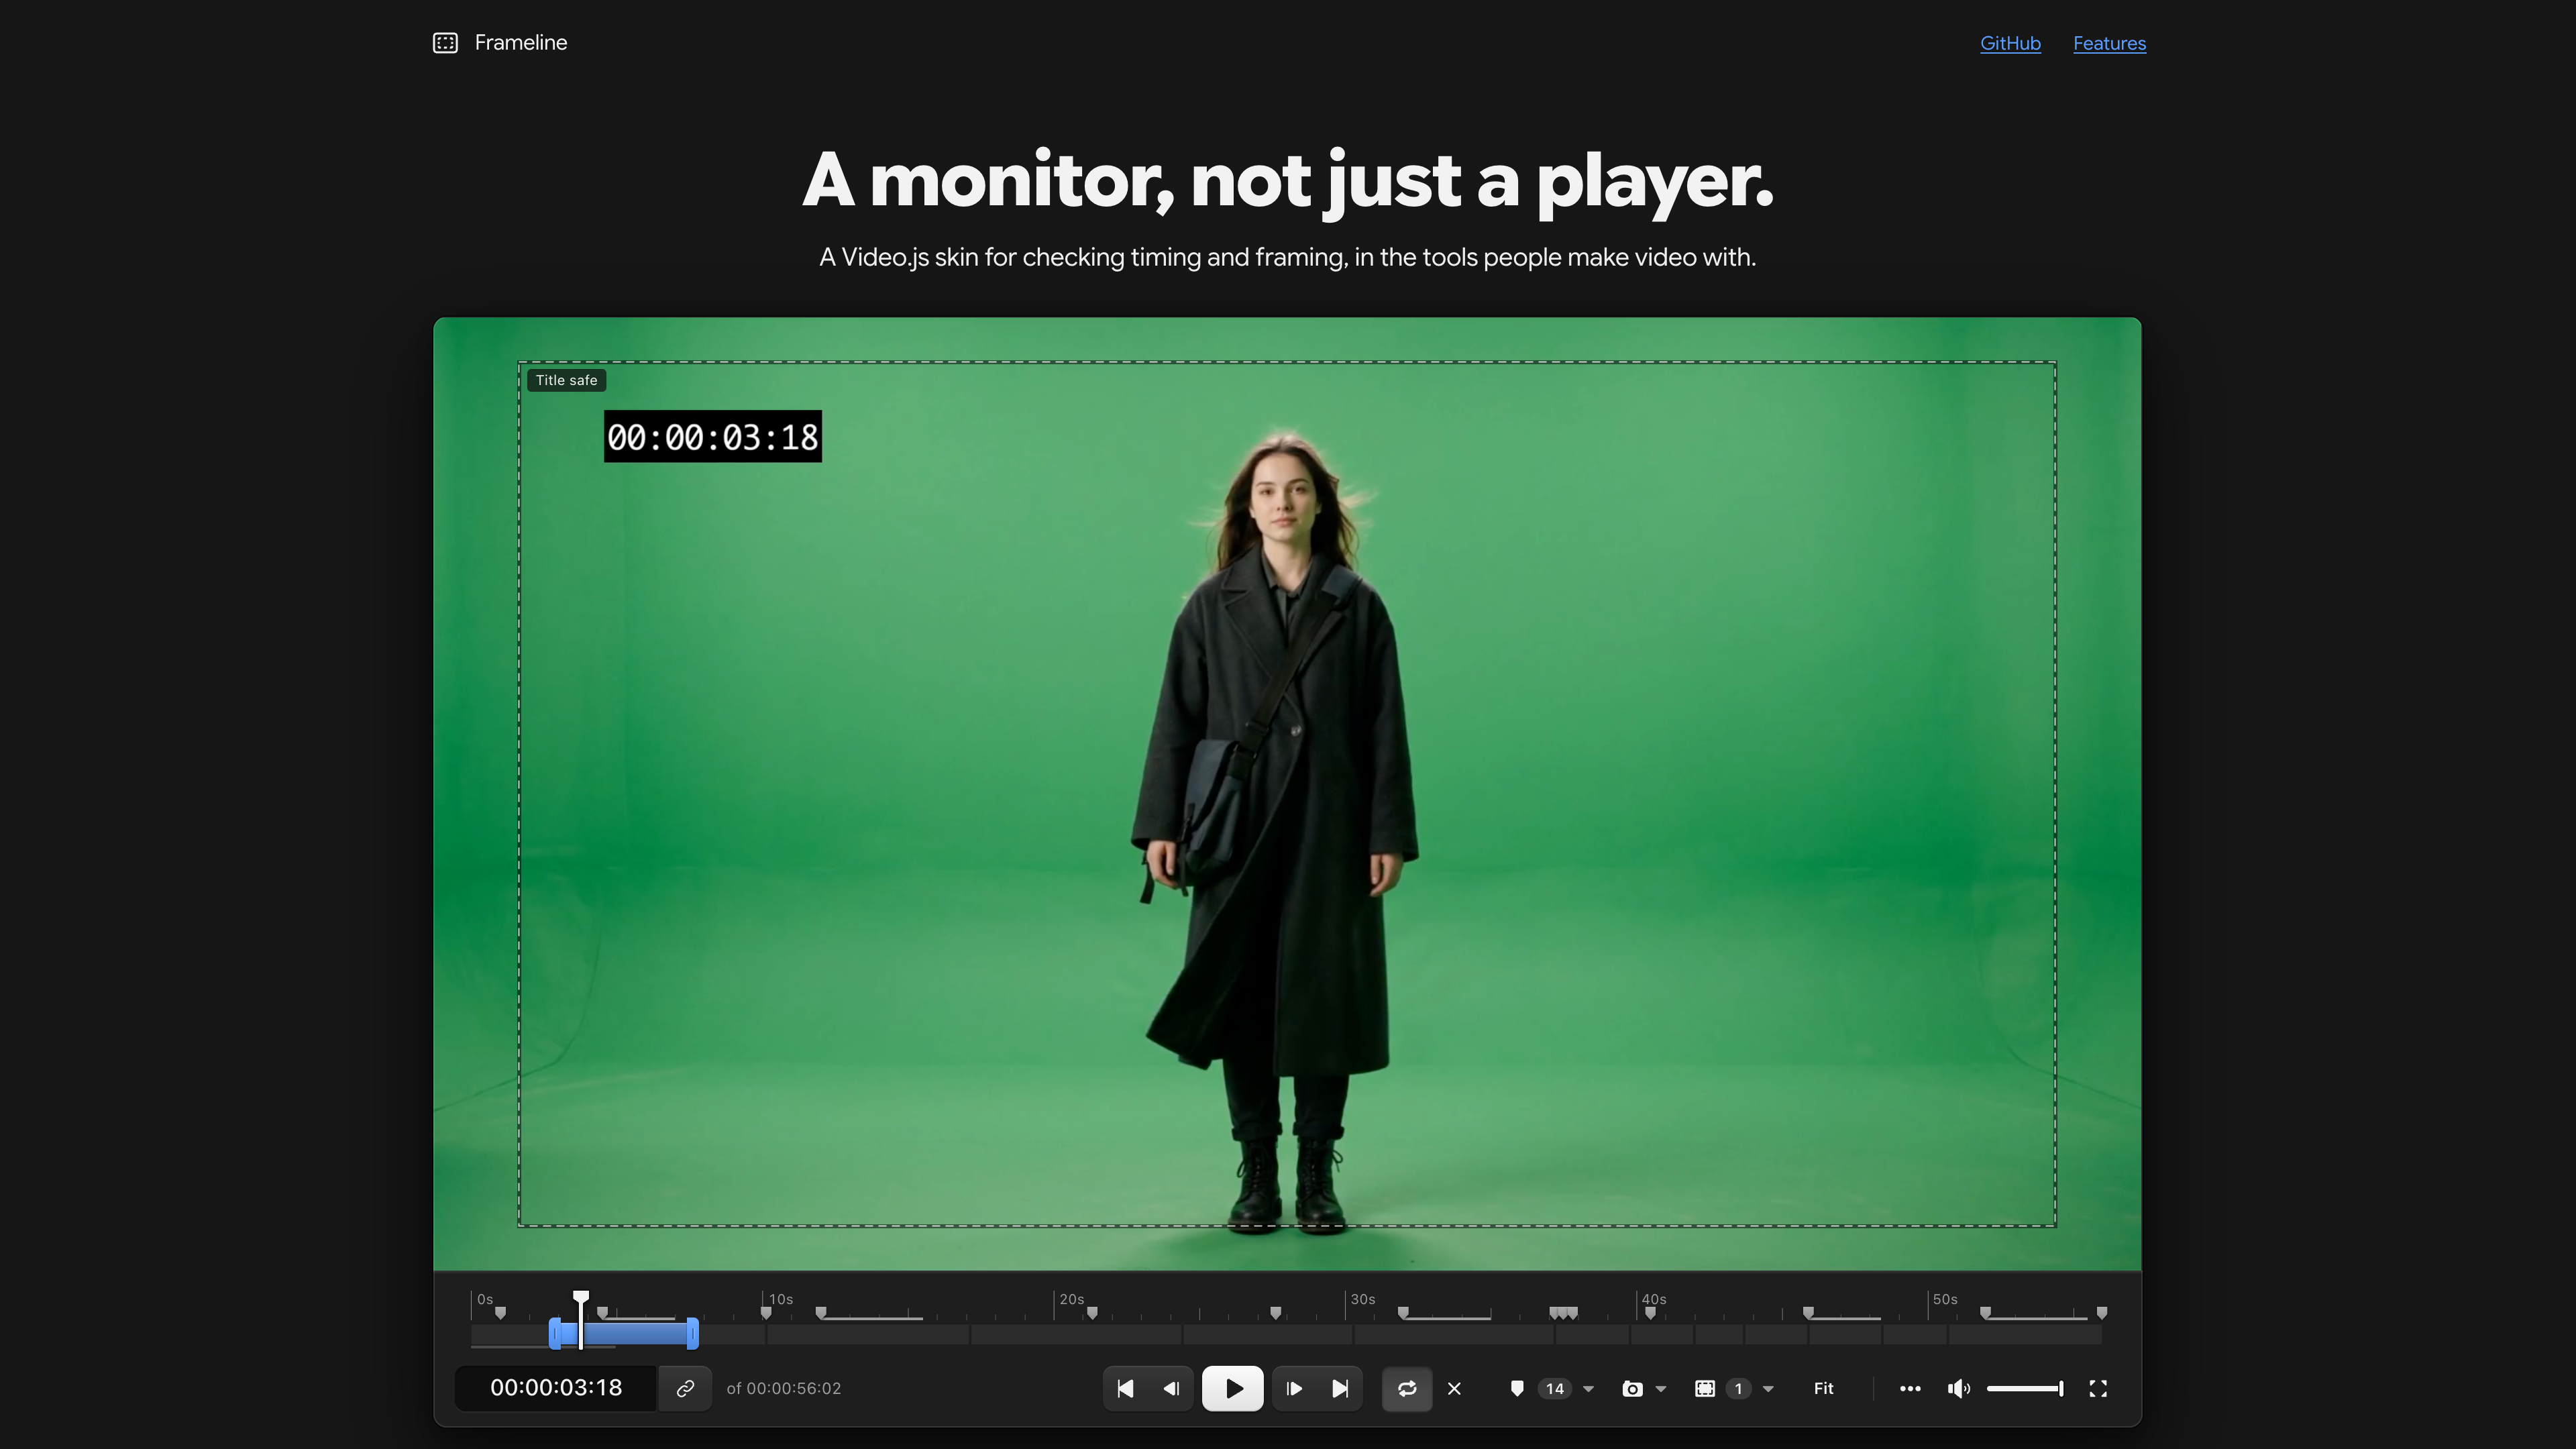 Frameline
GitHub Features
A monitor, not just a player.
A Video.js skin for checking timing and framing, in the tools people make video with.
Title safe
00:00:03:18
0s 10s 20s 30s 40s 50s
00:00:03:18 of 00:00:56:02 14 1 Fit